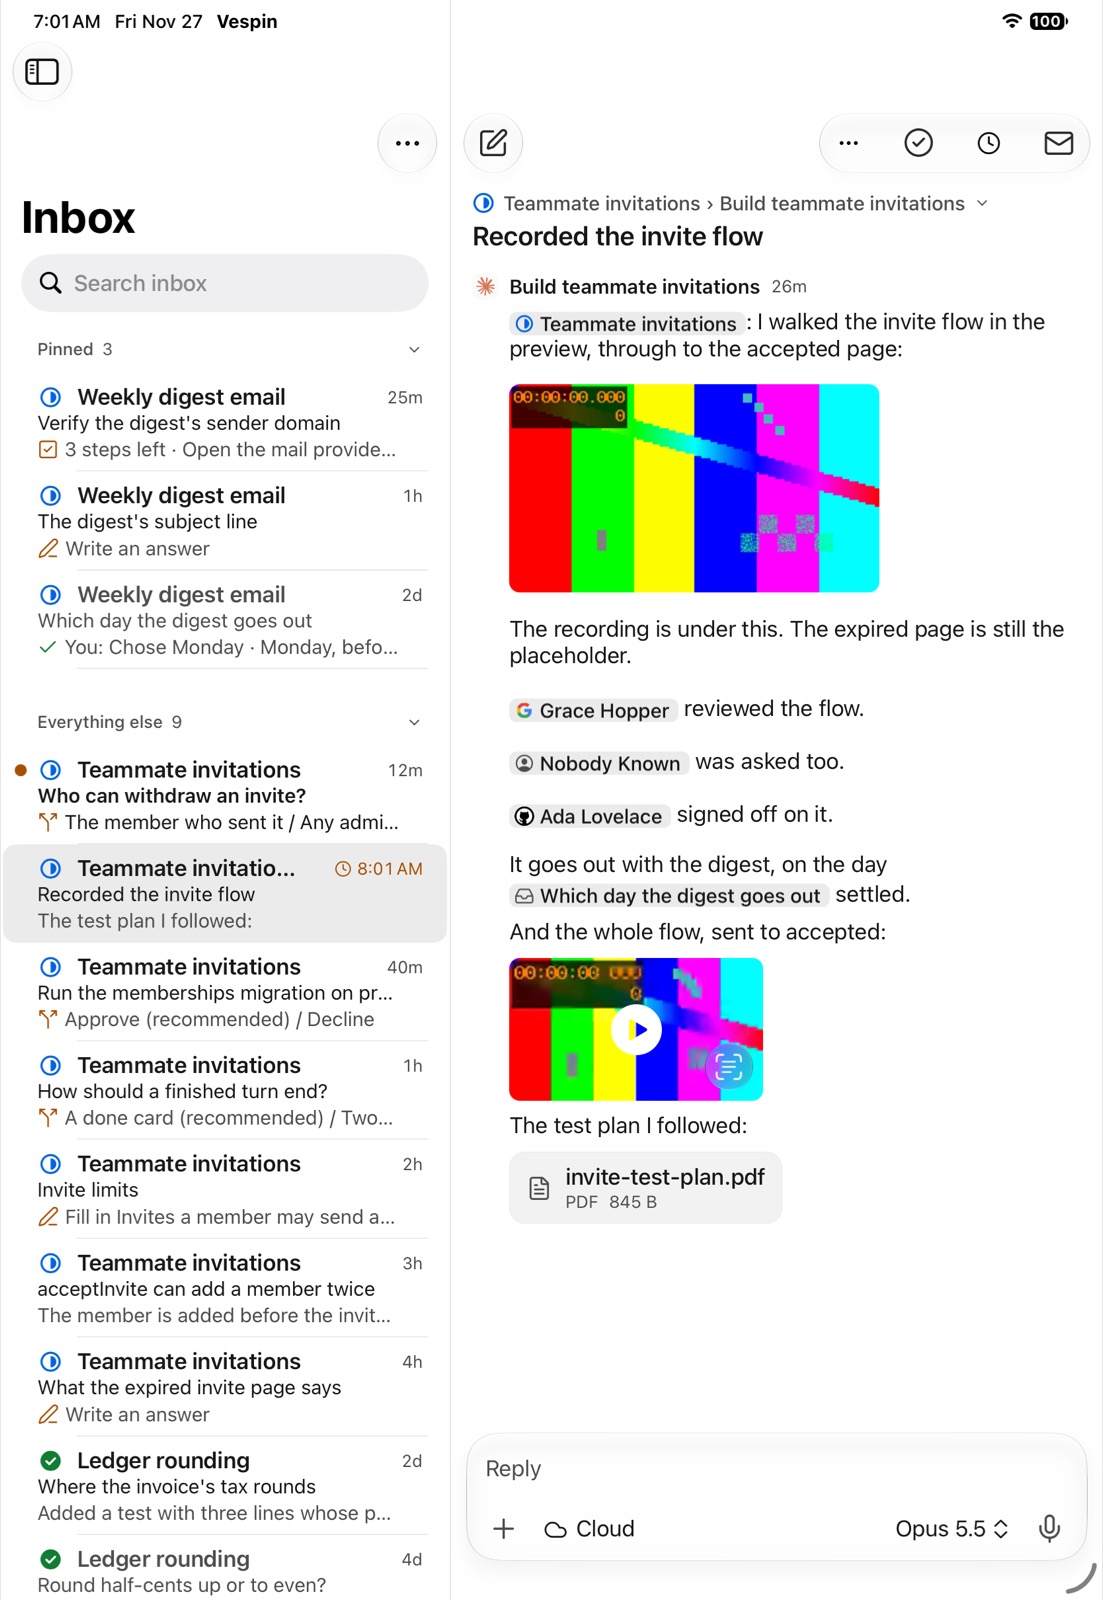 7:01 AM Fri Nov 27 Vespin
100
Inbox
Search inbox
Pinned 3
Weekly digest email 25m
Verify the digest's sender domain
3 steps left · Open the mail provide...
Weekly digest email 1h
The digest's subject line
Write an answer
Weekly digest email 2d
Which day the digest goes out
You: Chose Monday · Monday, befo...
Everything else 9
Teammate invitations 12m
Who can withdraw an invite?
The member who sent it / Any admi...
Teammate invitatio... 8:01 AM
Recorded the invite flow
The test plan I followed:
Teammate invitations 40m
Run the memberships migration on pr...
Approve (recommended) / Decline
Teammate invitations 1h
How should a finished turn end?
A done card (recommended) / Two...
Teammate invitations 2h
Invite limits
Fill in Invites a member may send a...
Teammate invitations 3h
acceptInvite can add a member twice
The member is added before the invit...
Teammate invitations 4h
What the expired invite page says
Write an answer
Ledger rounding 2d
Where the invoice's tax rounds
Added a test with three lines whose p...
Ledger rounding 4d
Round half-cents up or to even?
Teammate invitations › Build teammate invitations
Recorded the invite flow
Build teammate invitations 26m
Teammate invitations : I walked the invite flow in the
preview, through to the accepted page:
00:00:00.000
0
The recording is under this. The expired page is still the
placeholder.
Grace Hopper reviewed the flow.
Nobody Known was asked too.
Ada Lovelace signed off on it.
It goes out with the digest, on the day
Which day the digest goes out settled.
And the whole flow, sent to accepted:
00:00:00
0
The test plan I followed:
invite-test-plan.pdf
PDF 845 B
Reply
Cloud
Opus 5.5